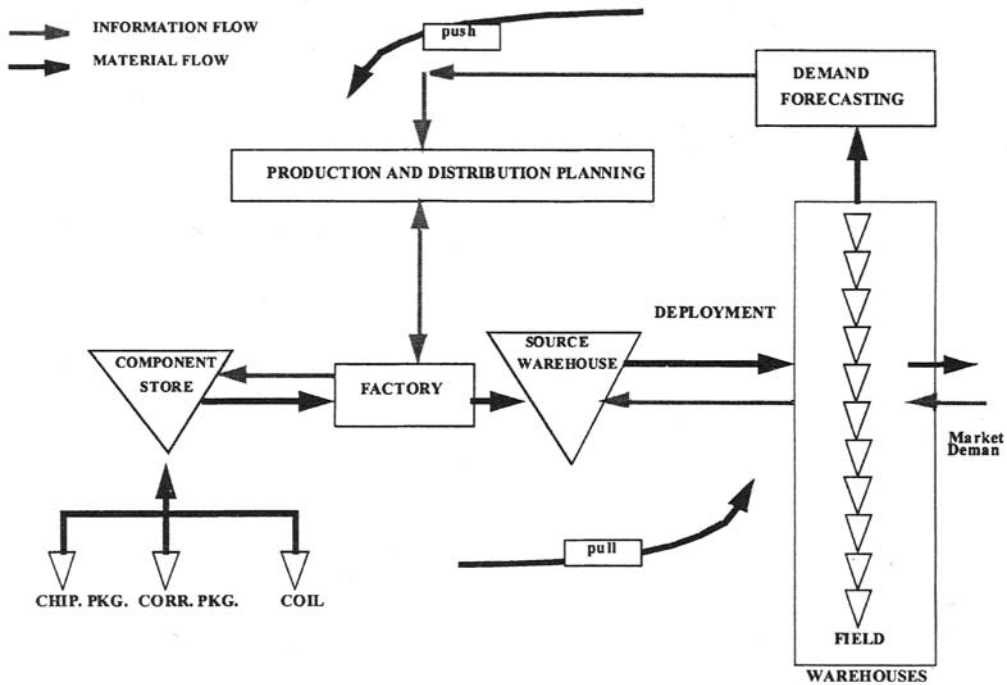 INFORMATION FLOW
MATERIAL FLOW
push
DEMAND
FORECASTING
PRODUCTION AND DISTRIBUTION PLANNING
DEPLOYMENT
COMPONENT
STORE
FACTORY
SOURCE
WAREHOUSE
Market
Deman
pull
CHIP. PKG. CORR. PKG. COIL
FIELD
WAREHOUSES